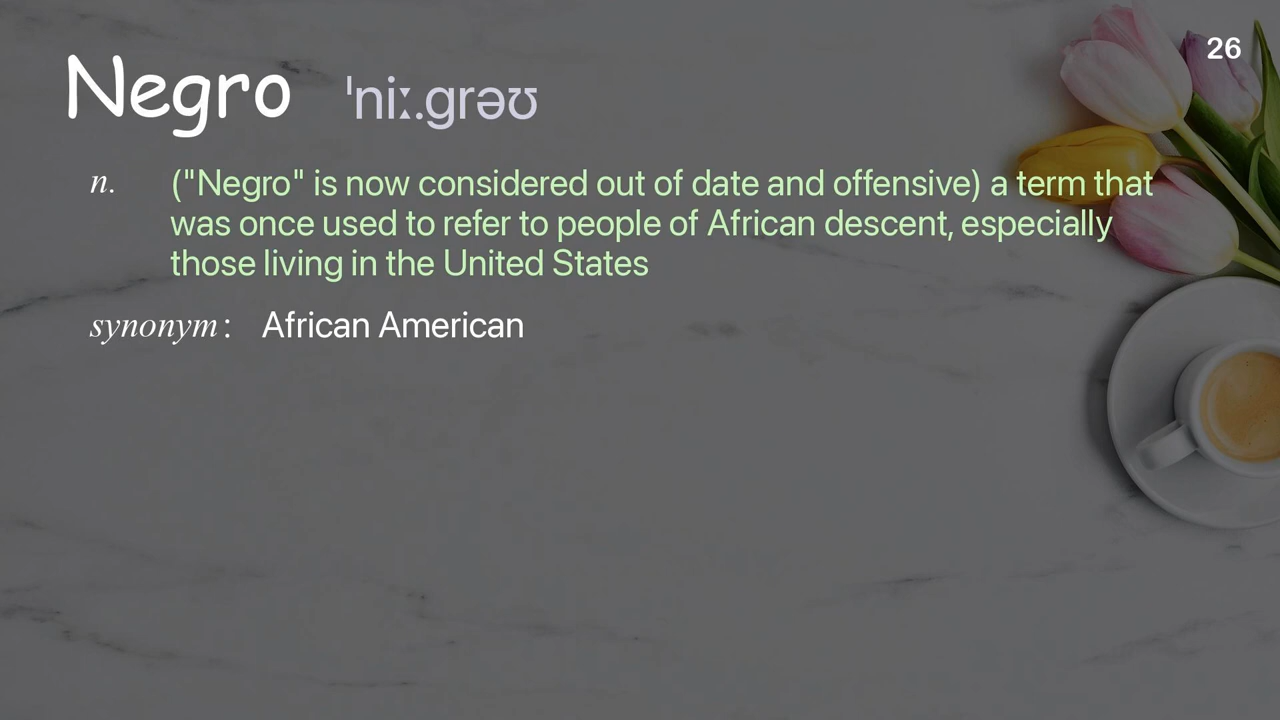 26
Negro ˈniː.grəʊ
n. ("Negro" is now considered out of date and offensive) a term that
was once used to refer to people of African descent, especially
those living in the United States
synonym: African American